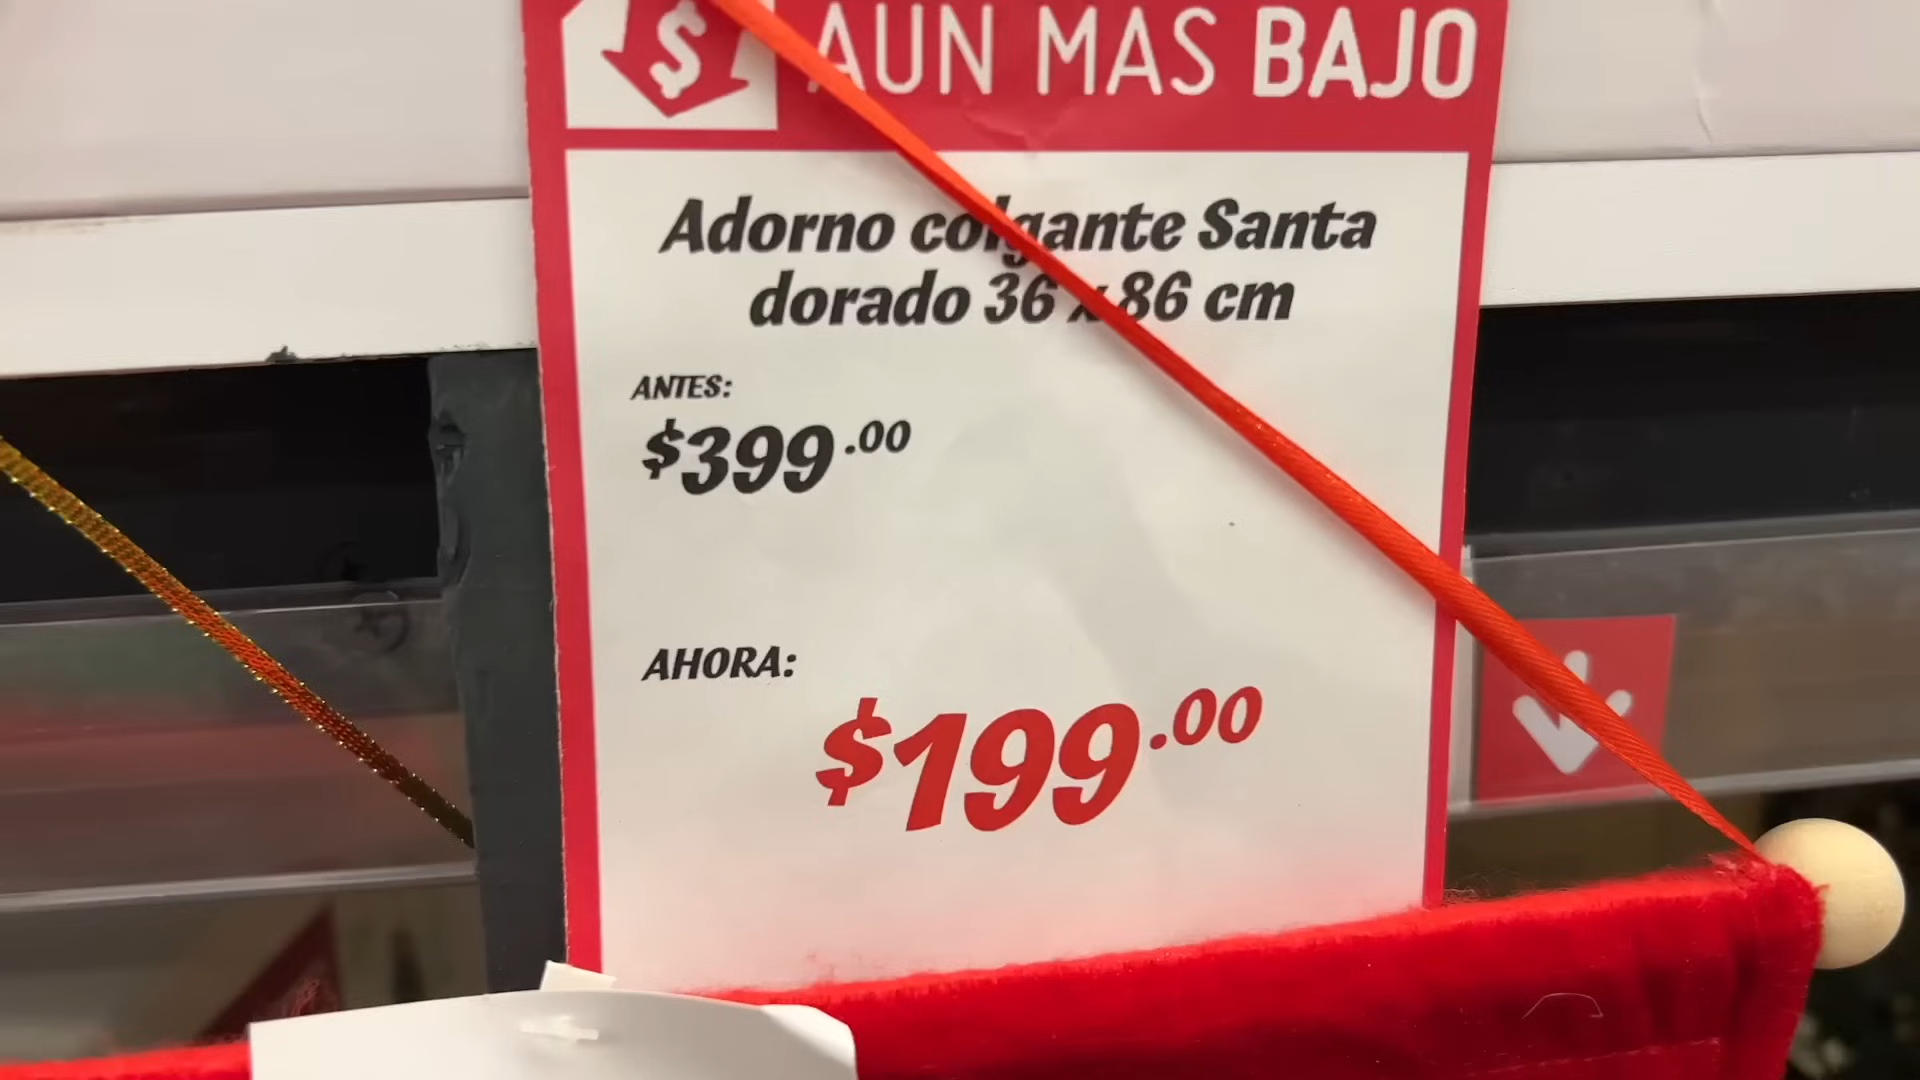 $ AUN MAS BAJO
Adorno colgante Santa
dorado 36 x 86 cm
ANTES:
$399.00
AHORA:
$199.00